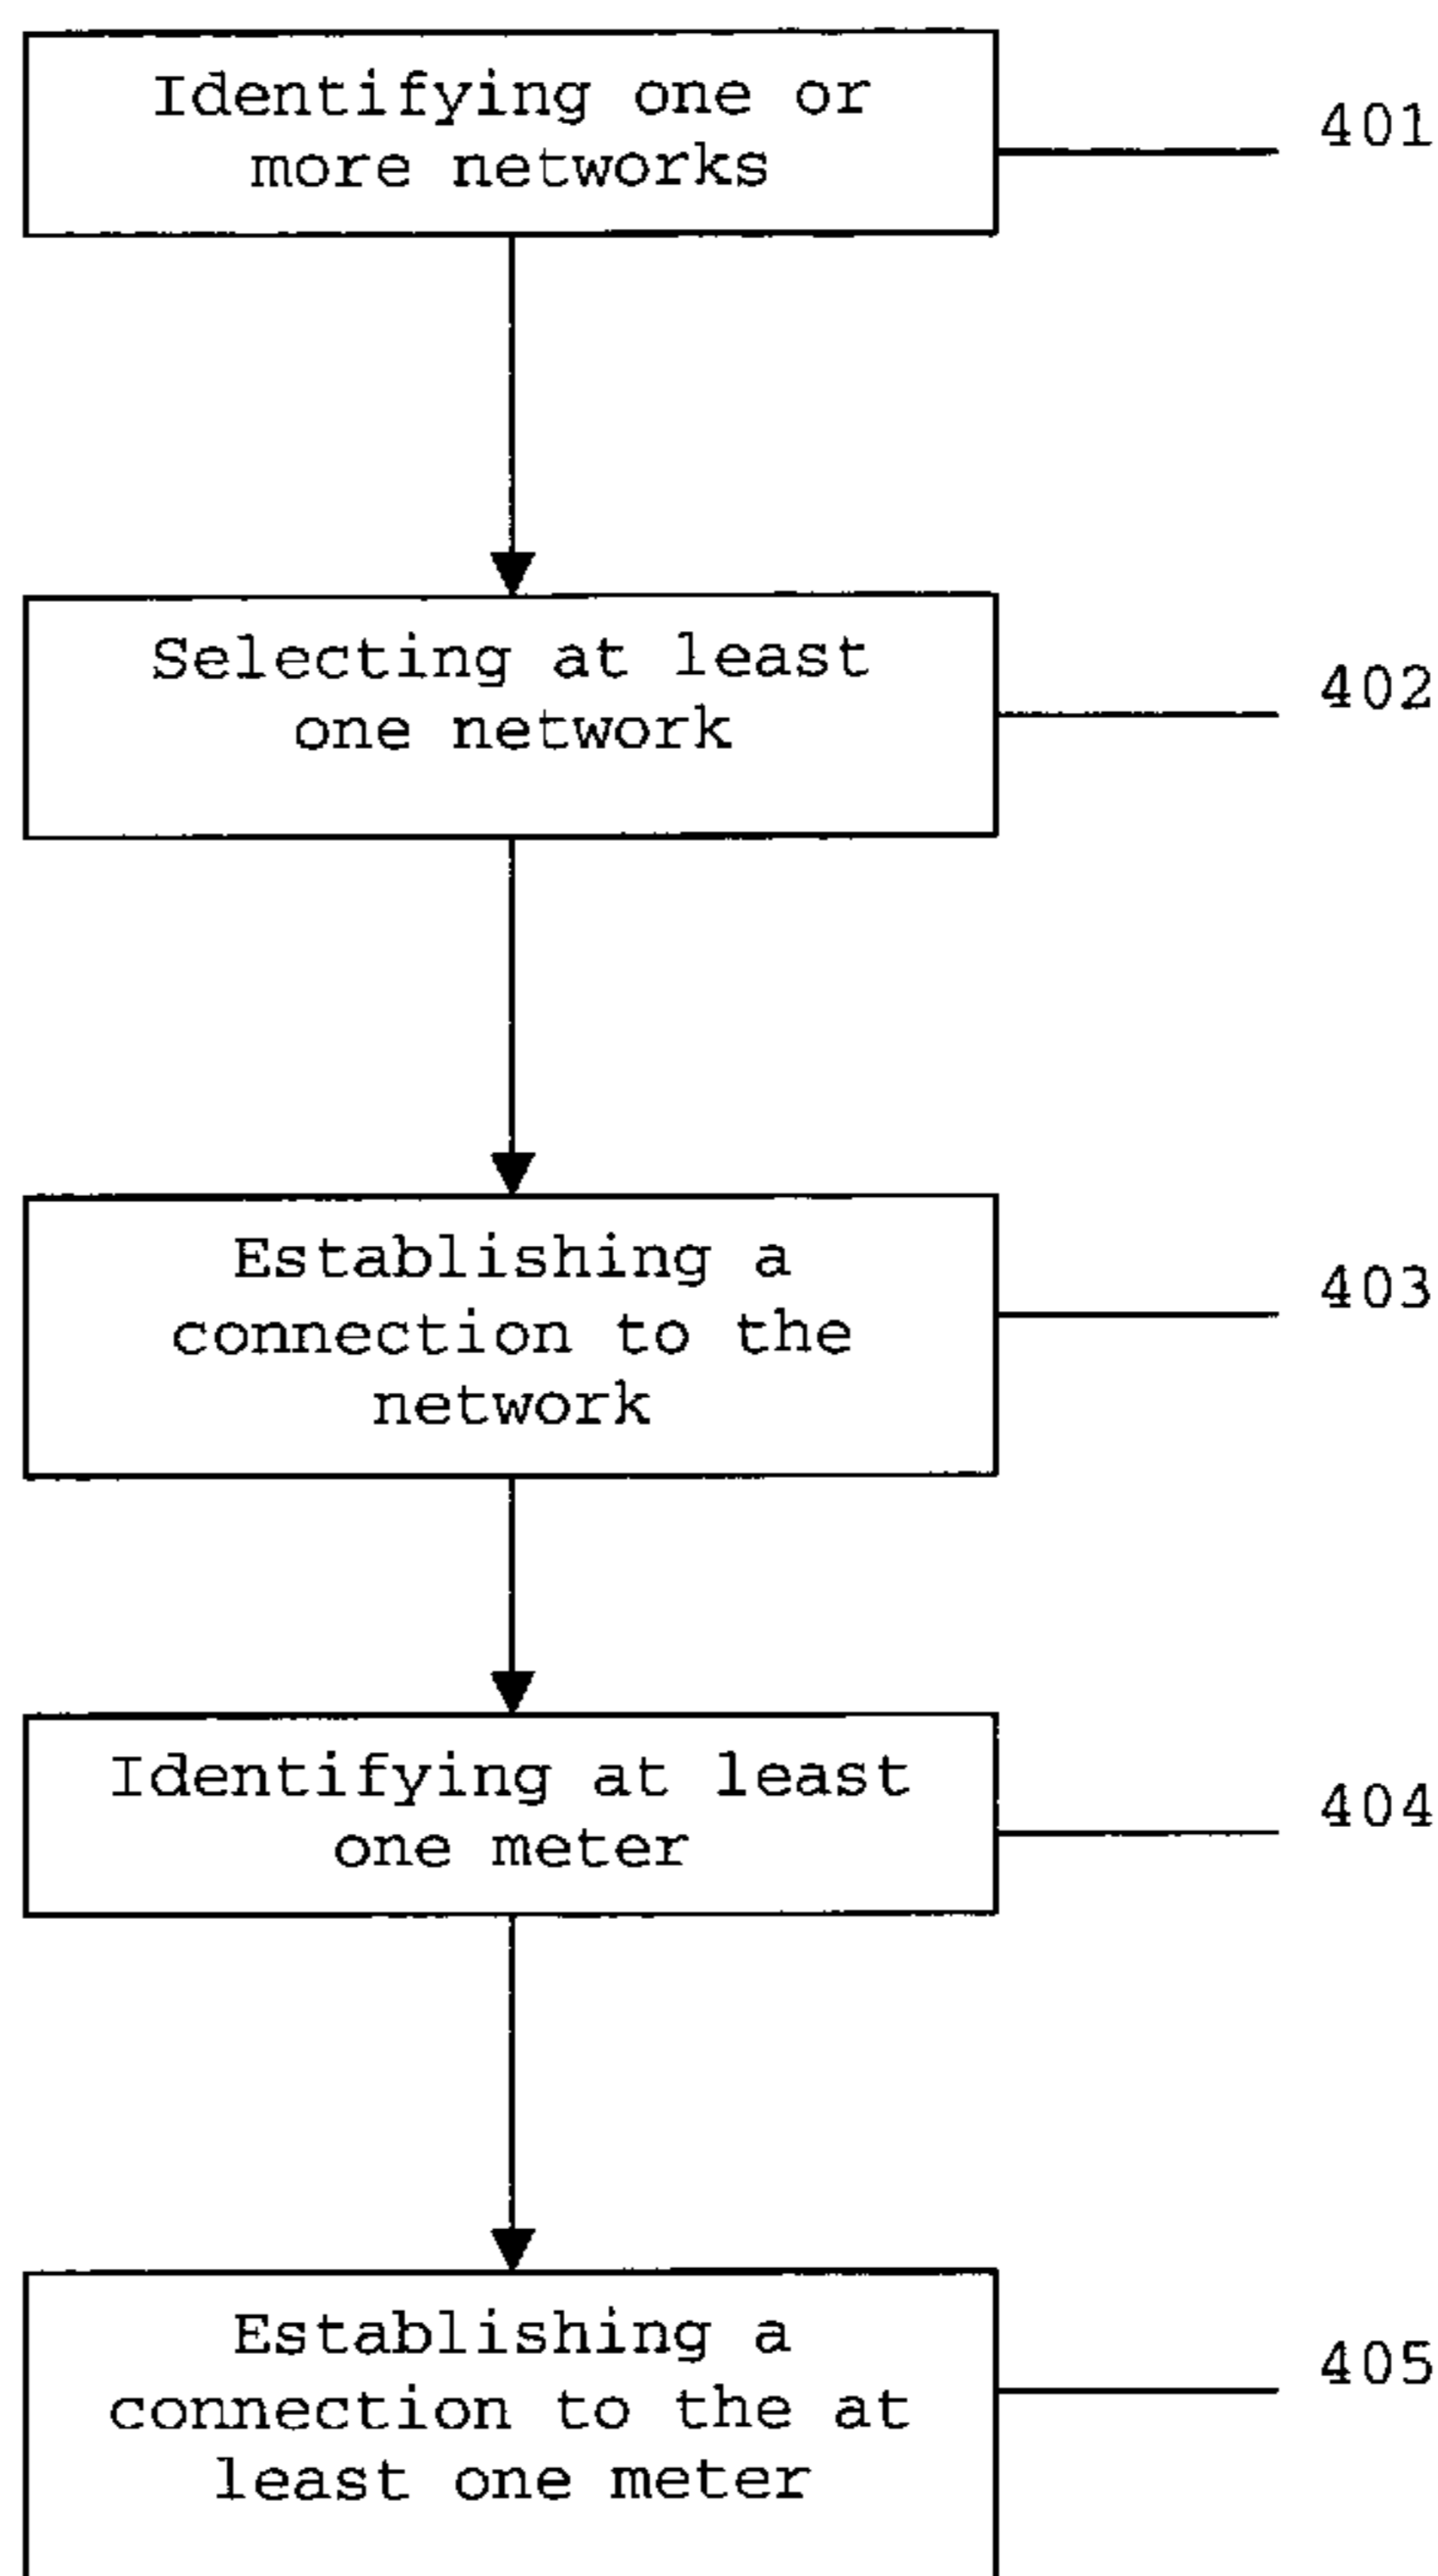 Identifying one or
more networks
401
Selecting at least
one network
402
Establishing a
connection to the
network
403
Identifying at least
one meter
404
Establishing a
connection to the at
least one meter
405